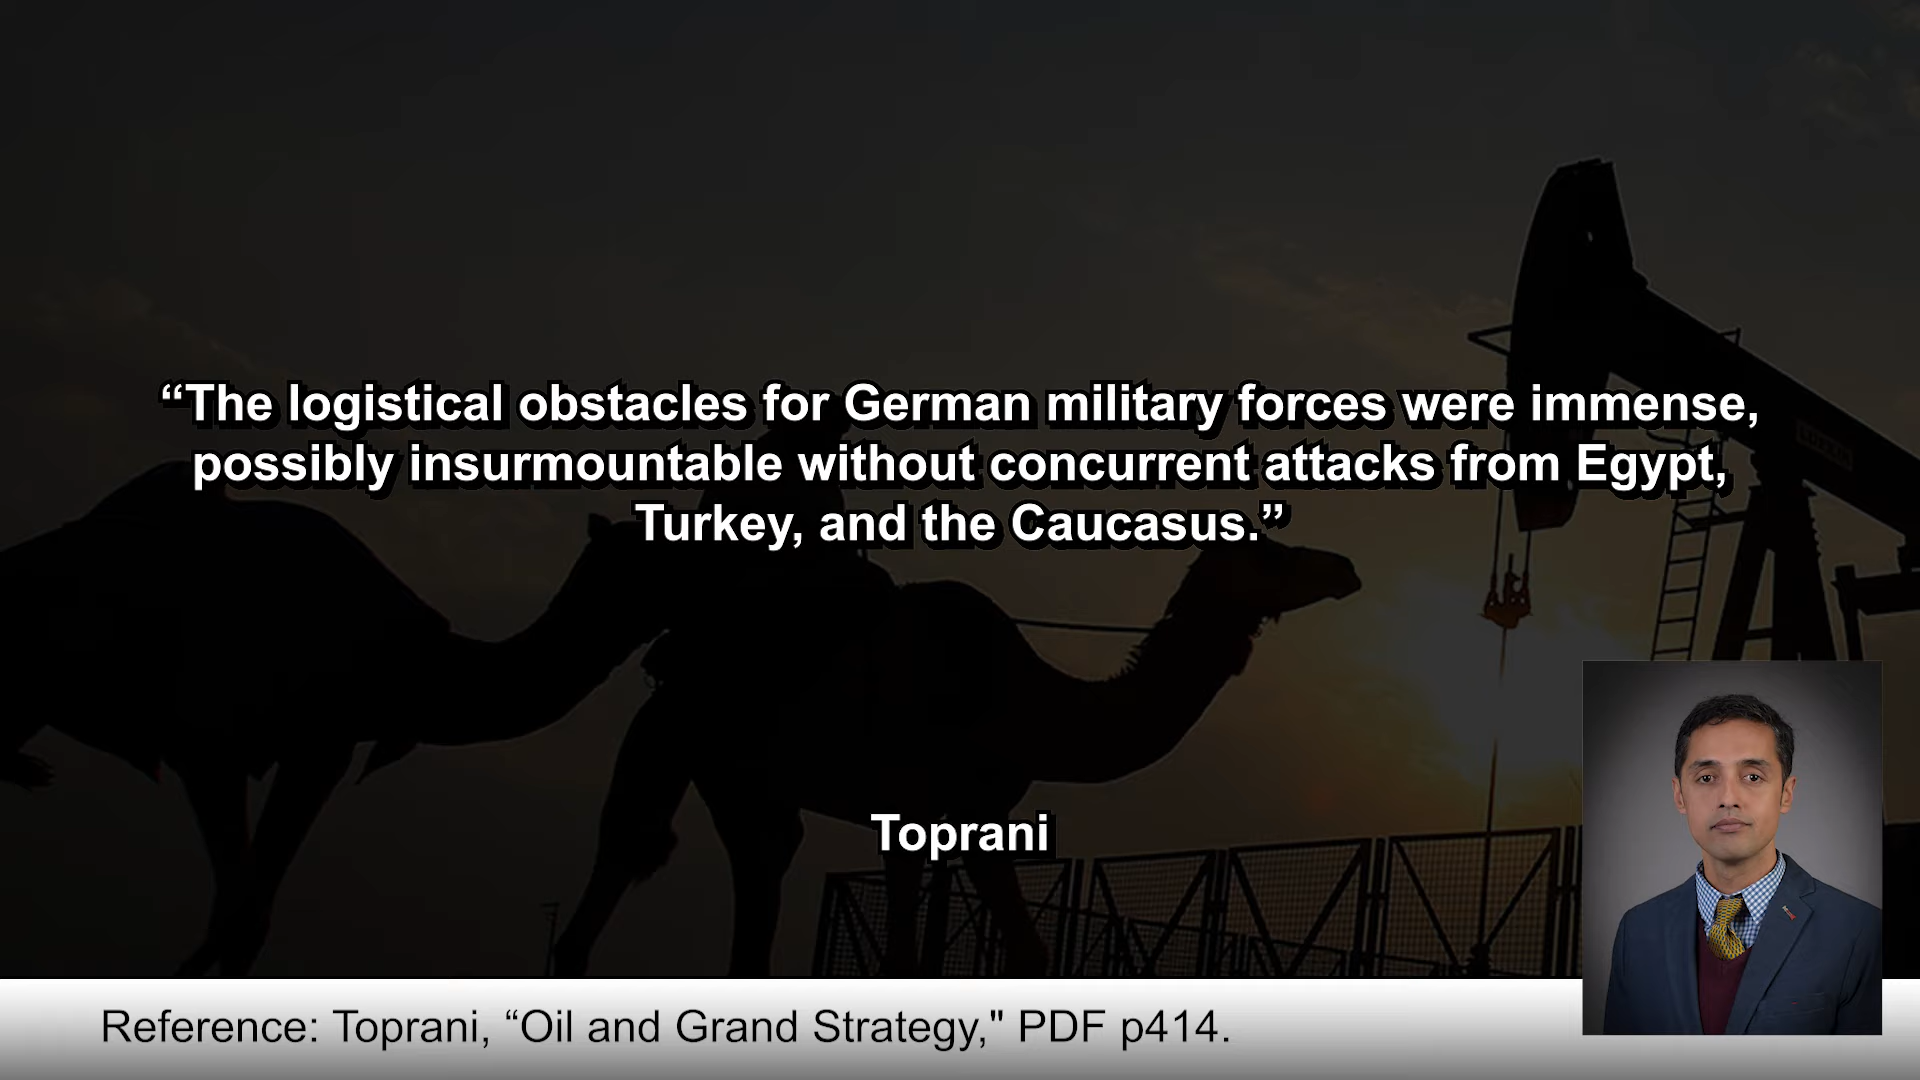 “The logistical obstacles for German military forces were immense,
possibly insurmountable without concurrent attacks from Egypt,
Turkey, and the Caucasus.”
Toprani
Reference: Toprani, “Oil and Grand Strategy," PDF p414.